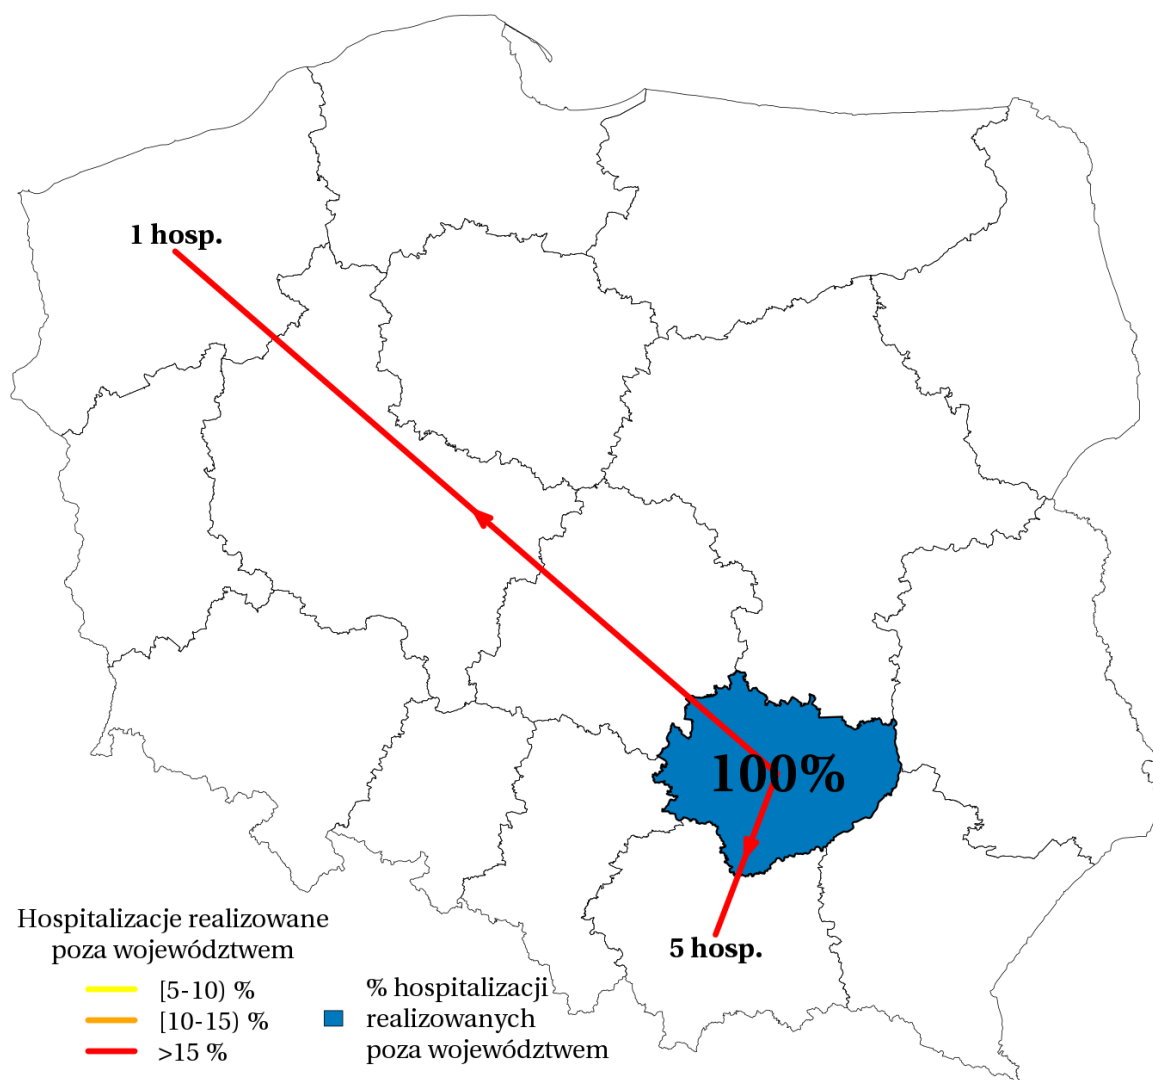 1 hosp.
100%
5 hosp.
Hospitalizacje realizowane
poza województwem
[5-10) %
[10-15) %
>15 %
% hospitalizacji
realizowanych
poza województwem